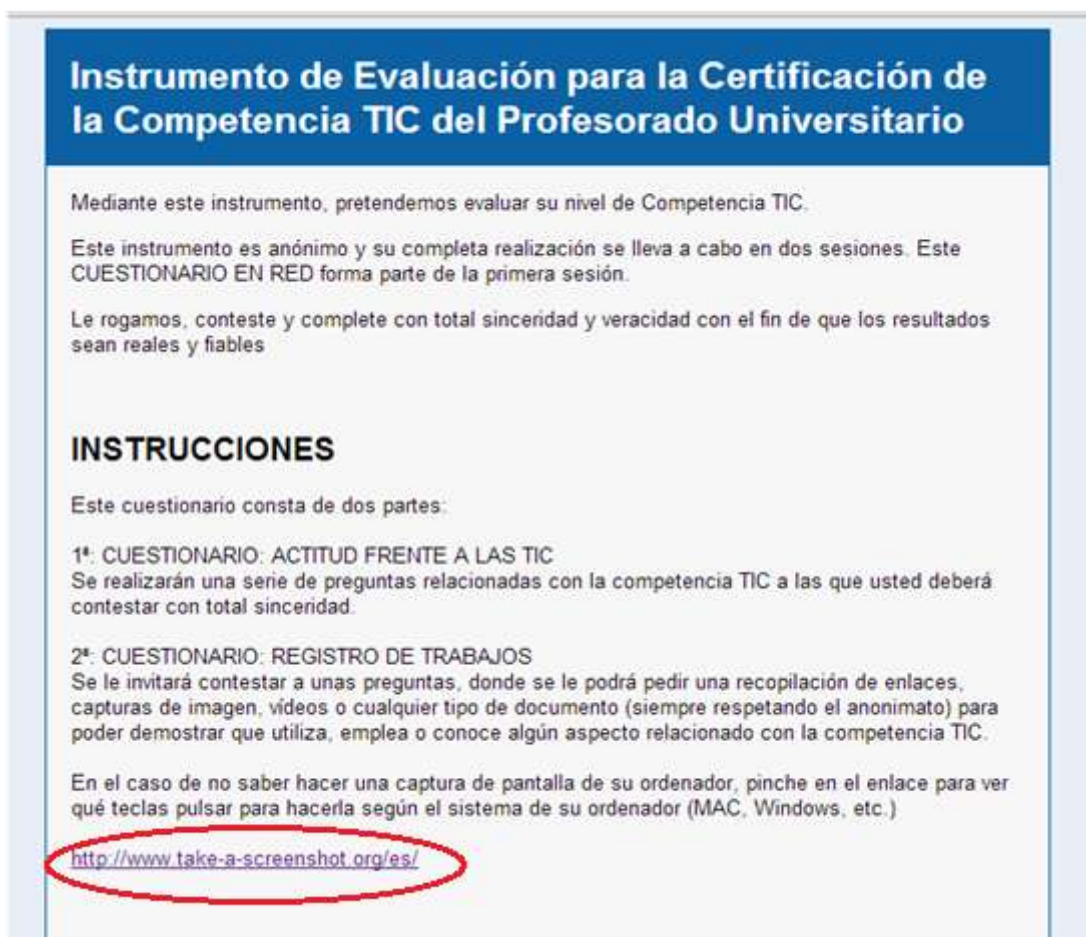 Instrumento de Evaluación para la Certificación de
la Competencia TIC del Profesorado Universitario
Mediante este instrumento, pretendemos evaluar su nivel de Competencia TIC.
Este instrumento es anónimo y su completa realización se lleva a cabo en dos sesiones. Este
CUESTIONARIO EN RED forma parte de la primera sesión.
Le rogamos, conteste y complete con total sinceridad y veracidad con el fin de que los resultados
sean reales y fiables
INSTRUCCIONES
Este cuestionario consta de dos partes:
1ª: CUESTIONARIO: ACTITUD FRENTE A LAS TIC
Se realizarán una serie de preguntas relacionadas con la competencia TIC a las que usted deberá
contestar con total sinceridad.
2ª: CUESTIONARIO: REGISTRO DE TRABAJOS
Se le invitará contestar a unas preguntas, donde se le podrá pedir una recopilación de enlaces,
capturas de imagen, vídeos o cualquier tipo de documento (siempre respetando el anonimato) para
poder demostrar que utiliza, emplea o conoce algún aspecto relacionado con la competencia TIC.
En el caso de no saber hacer una captura de pantalla de su ordenador, pinche en el enlace para ver
qué teclas pulsar para hacerla según el sistema de su ordenador (MAC, Windows, etc.)
http://www.take-a-screenshot.org/es/